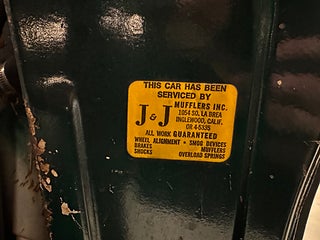 THIS CAR HAS BEEN
SERVICED BY
J & J
MUFFLERS INC.
1054 SO. LA BREA
INGLEWOOD, CALIF.
OR 4-5335
ALL WORK GUARANTEED
WHEEL ALIGNMENT • SMOG DEVICES
BRAKES MUFFLERS
SHOCKS OVERLOAD SPRINGS